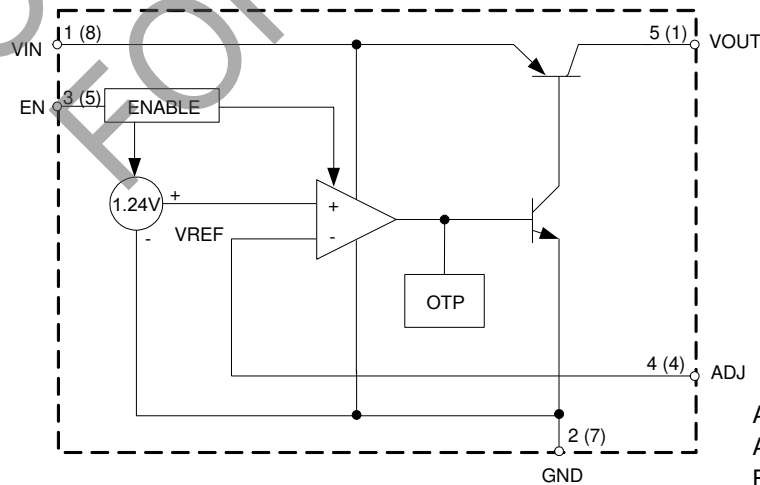 VIN
1 (8)
5 (1)
VOUT
EN
3 (5)
ENABLE
1.24V
+
-
VREF
+
-
OTP
4 (4)
ADJ
2 (7)
GND